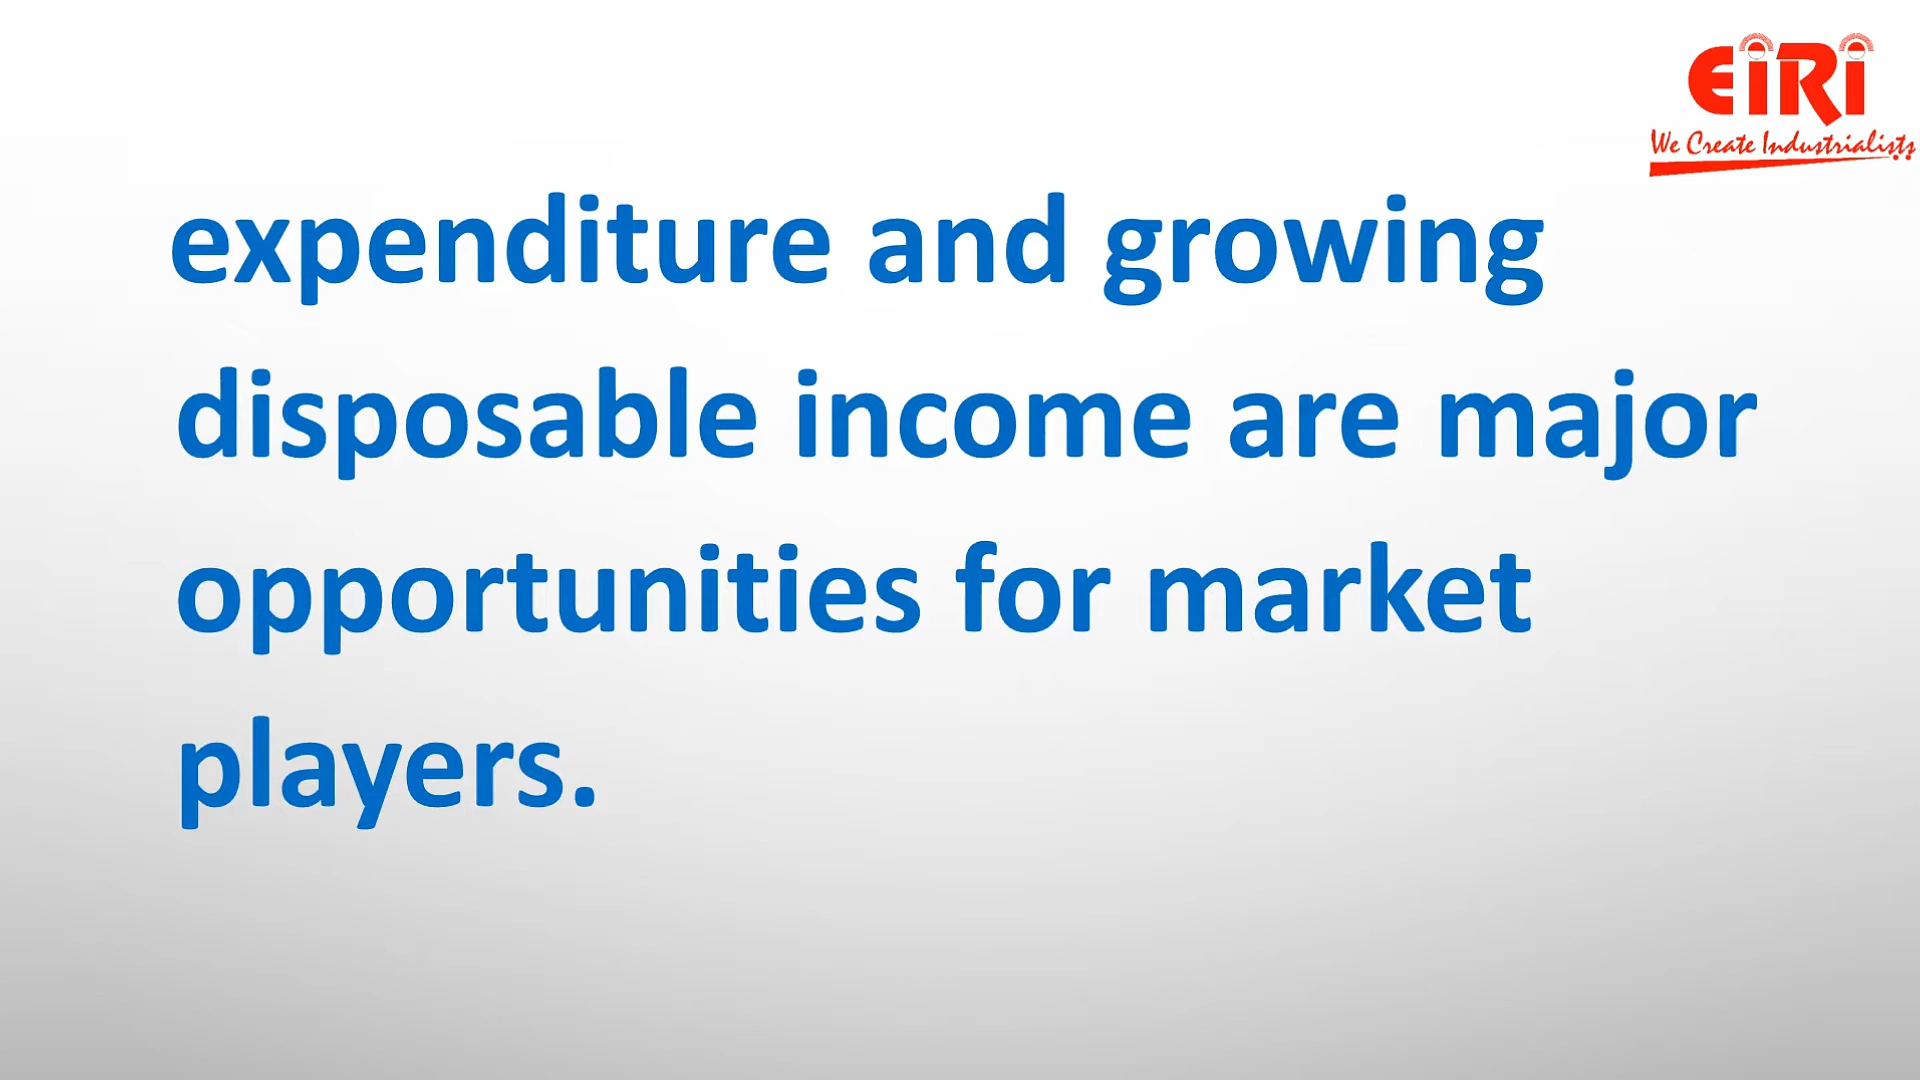 EiRi
We Create Industrialists
expenditure and growing
disposable income are major
opportunities for market
players.